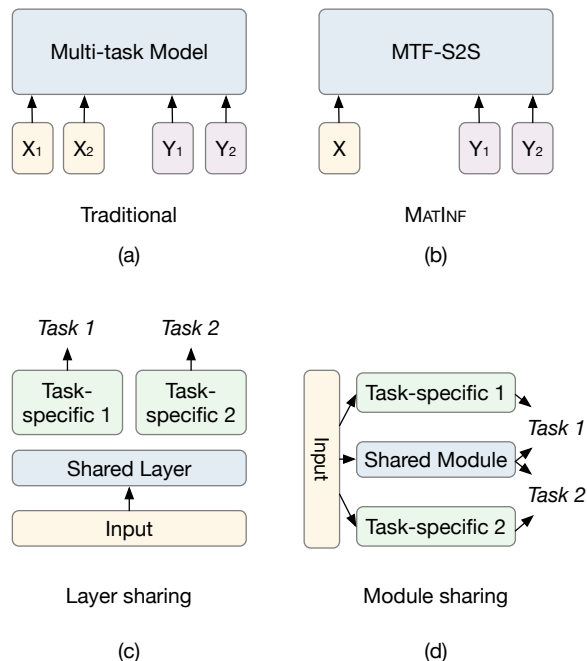 Multi-task Model
X1 X2 Y1 Y2
Traditional
(a)
MTF-S2S
X Y1 Y2
MATINF
(b)
Task 1 Task 2
Task-
specific 1
Task-
specific 2
Shared Layer
Input
Layer sharing
(c)
Input
Task-specific 1
Task 1
Shared Module
Task 2
Task-specific 2
Module sharing
(d)